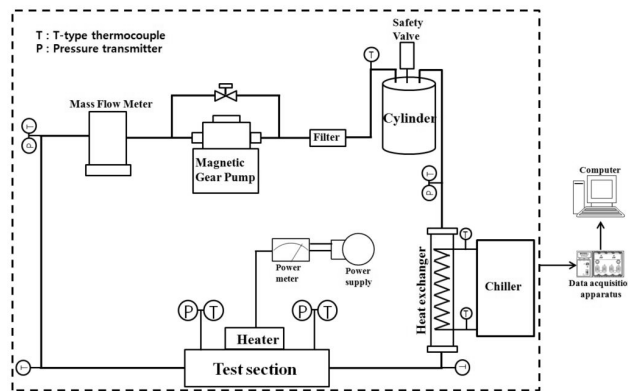 T : T-type thermocouple
P : Pressure transmitter
Safety
Valve
T
Mass Flow Meter
Cylinder
T
P
Filter
Magnetic
Gear Pump
T
P
Computer
Power
meter
Power
supply
Heat exchanger
T
T
Chiller
Data acquisitio
apparatus
P T
P T
Heater
Test section
T
T